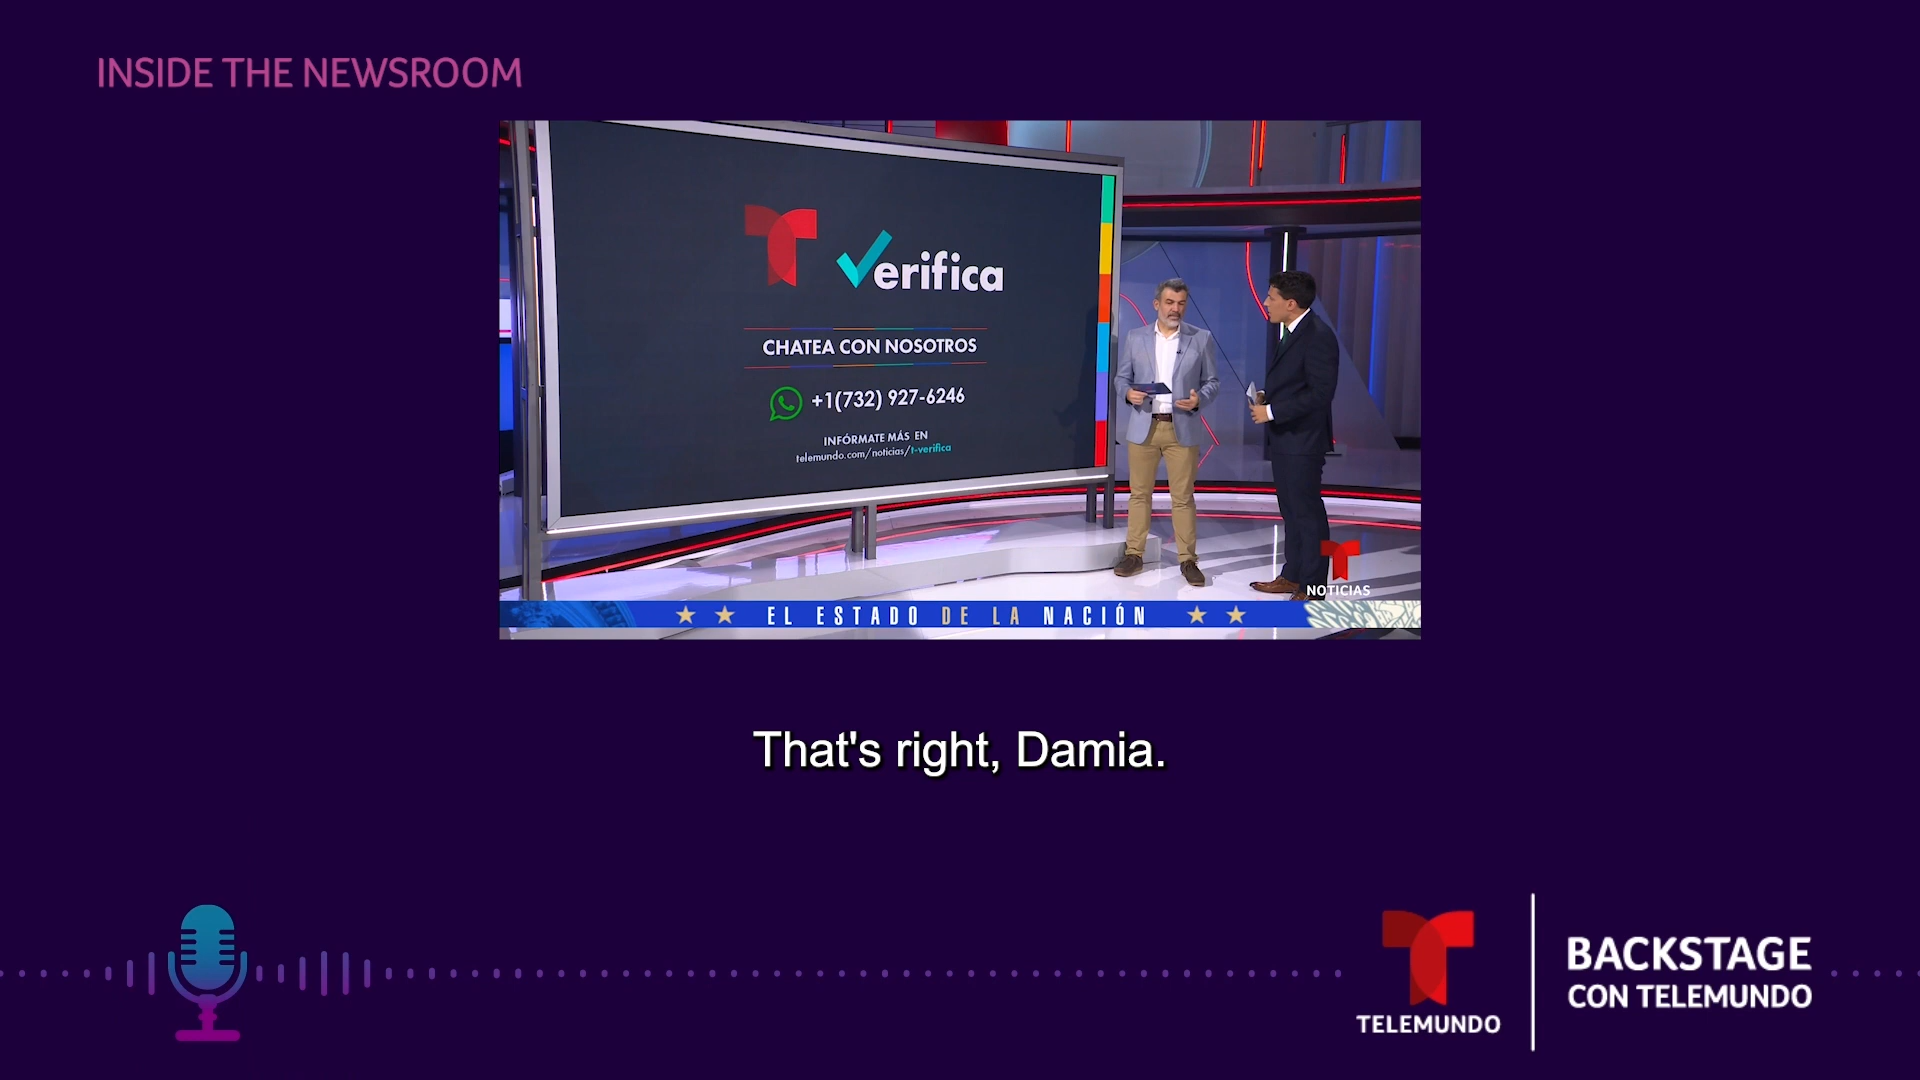 INSIDE THE NEWSROOM
T Verifica
CHATEA CON NOSOTROS
+1(732) 927-6246
INFÓRMATE MÁS EN
telemundo.com/noticias/t-verifica
NOTICIAS
EL ESTADO DE LA NACIÓN
That's right, Damia.
TELEMUNDO
BACKSTAGE
CON TELEMUNDO